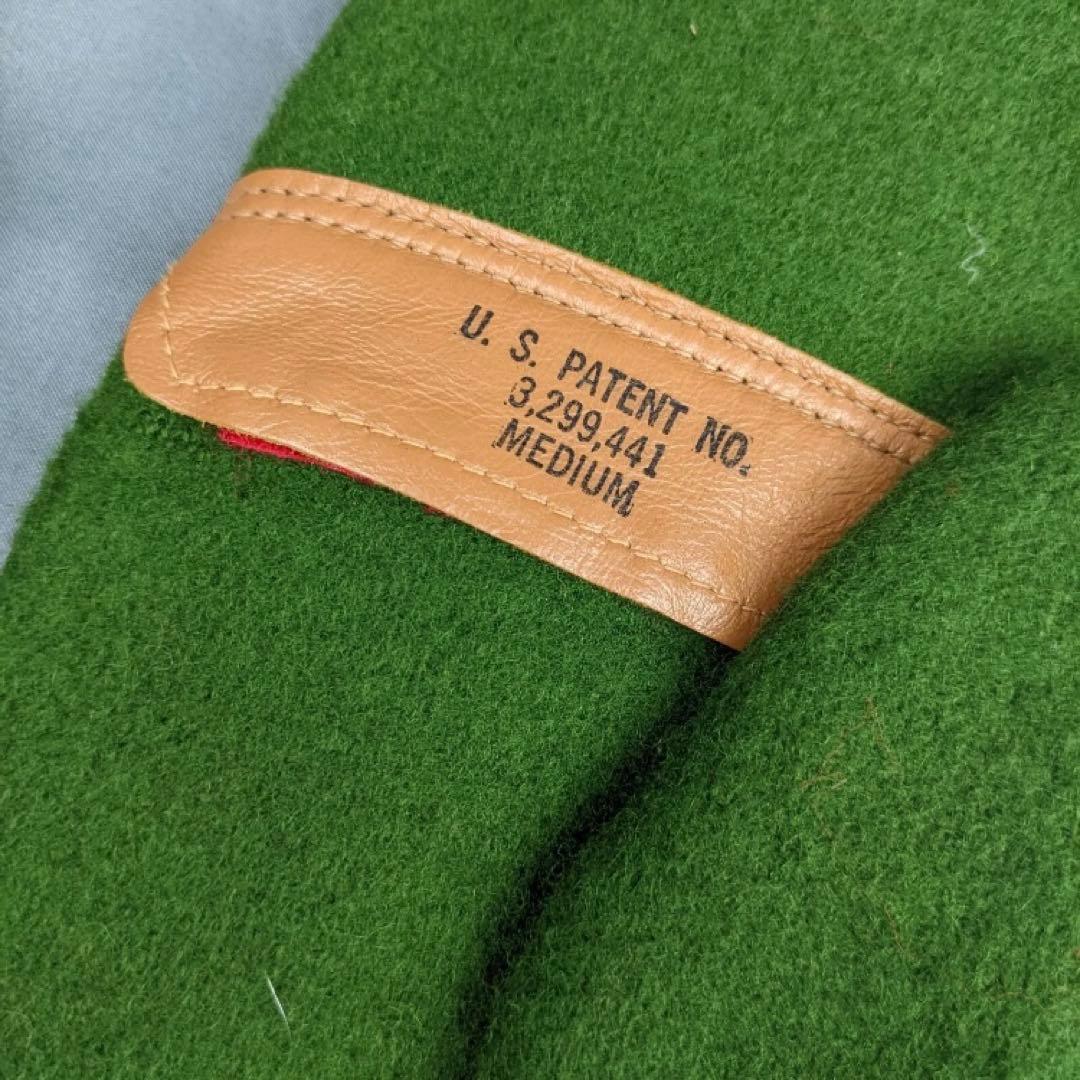 U. S. PATENT NO.
3,299,441
MEDIUM